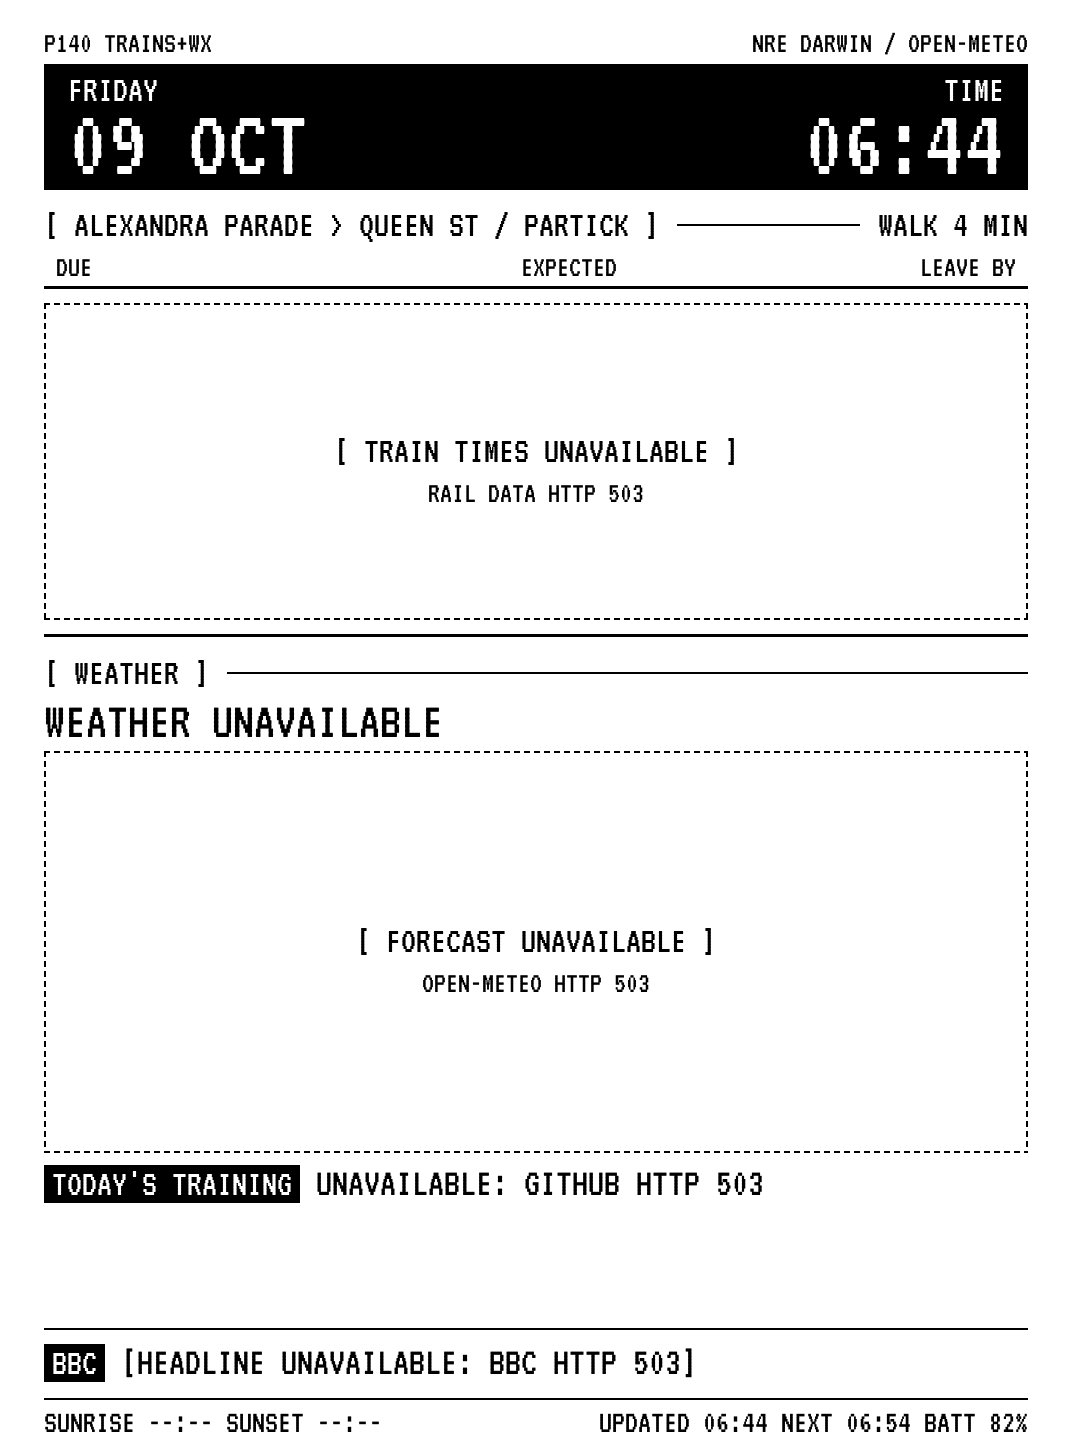 P140 TRAINS+WX NRE DARWIN / OPEN-METEO
FRIDAY TIME
09 OCT 06:44
[ ALEXANDRA PARADE > QUEEN ST / PARTICK ] WALK 4 MIN
DUE EXPECTED LEAVE BY
[ TRAIN TIMES UNAVAILABLE ]
RAIL DATA HTTP 503
[ WEATHER ]
WEATHER UNAVAILABLE
[ FORECAST UNAVAILABLE ]
OPEN-METEO HTTP 503
TODAY'S TRAINING UNAVAILABLE: GITHUB HTTP 503
BBC [HEADLINE UNAVAILABLE: BBC HTTP 503]
SUNRISE --:-- SUNSET --:-- UPDATED 06:44 NEXT 06:54 BATT 82%